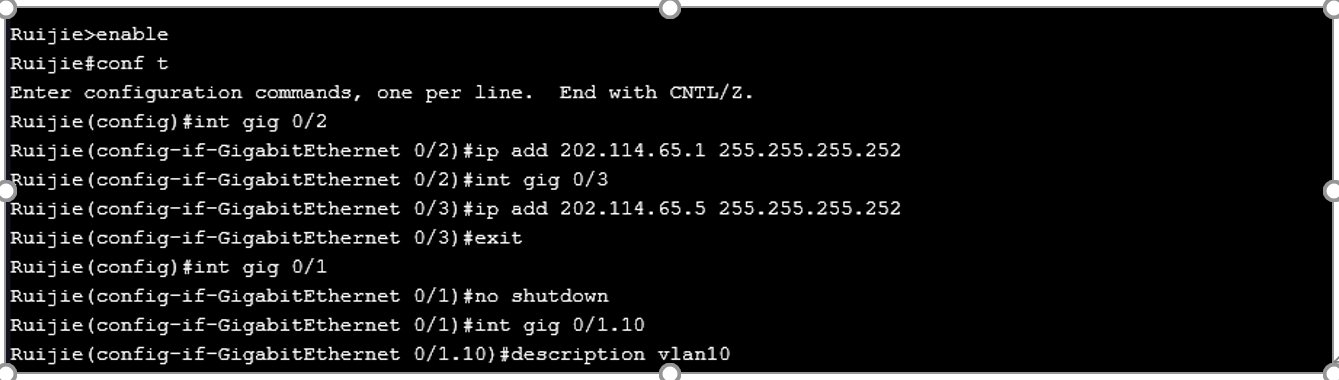 Ruijie>enable
Ruijie#conf t
Enter configuration commands, one per line.  End with CNTL/Z.
Ruijie(config)#int gig 0/2
Ruijie(config-if-GigabitEthernet 0/2)#ip add 202.114.65.1 255.255.255.252
Ruijie(config-if-GigabitEthernet 0/2)#int gig 0/3
Ruijie(config-if-GigabitEthernet 0/3)#ip add 202.114.65.5 255.255.255.252
Ruijie(config-if-GigabitEthernet 0/3)#exit
Ruijie(config)#int gig 0/1
Ruijie(config-if-GigabitEthernet 0/1)#no shutdown
Ruijie(config-if-GigabitEthernet 0/1)#int gig 0/1.10
Ruijie(config-if-GigabitEthernet 0/1.10)#description vlan10